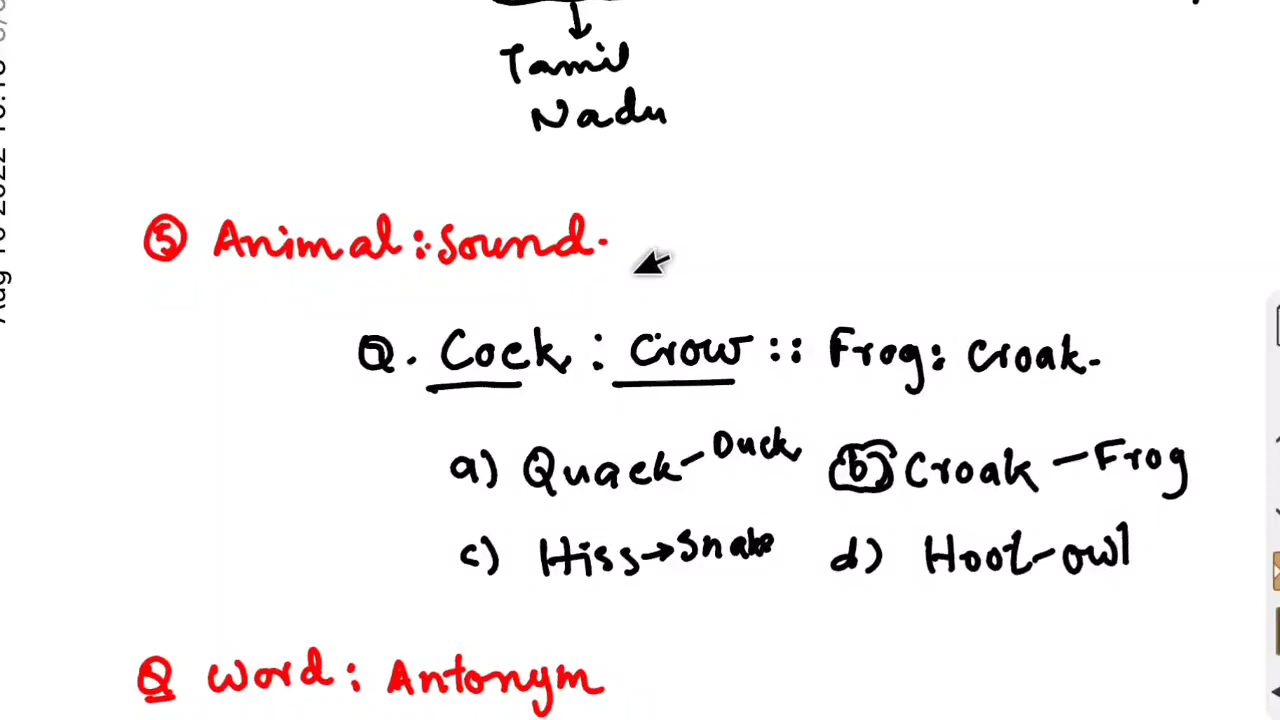 Tamil
Nadu
⑤ Animal : Sound.
Q. Cock : Crow :: Frog : Croak.
a) Quack - Duck b) Croak - Frog
c) Hiss → Snake d) Hoot - owl
Q Word : Antonym